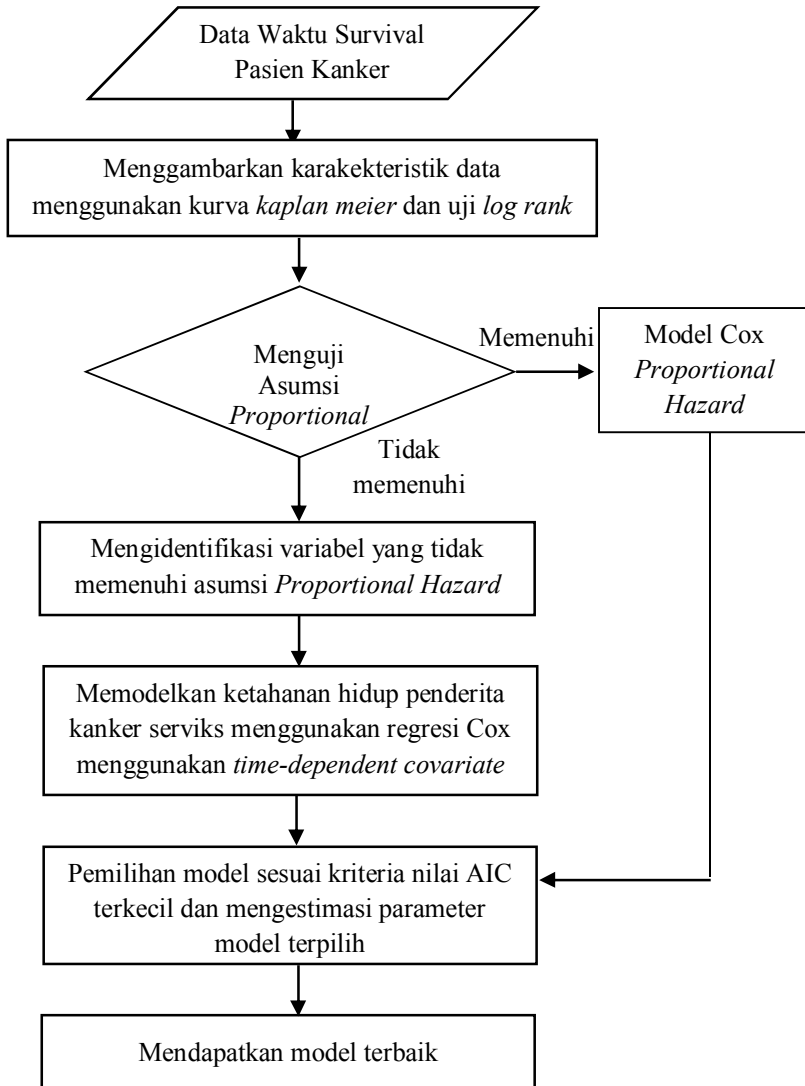 Data Waktu Survival
Pasien Kanker
Menggambarkan karakekteristik data
menggunakan kurva kaplan meier dan uji log rank
Menguji
Asumsi
Proportional
Memenuhi
Model Cox
Proportional
Hazard
Tidak
memenuhi
Mengidentifikasi variabel yang tidak
memenuhi asumsi Proportional Hazard
Memodelkan ketahanan hidup penderita
kanker serviks menggunakan regresi Cox
menggunakan time-dependent covariate
Pemilihan model sesuai kriteria nilai AIC
terkecil dan mengestimasi parameter
model terpilih
Mendapatkan model terbaik